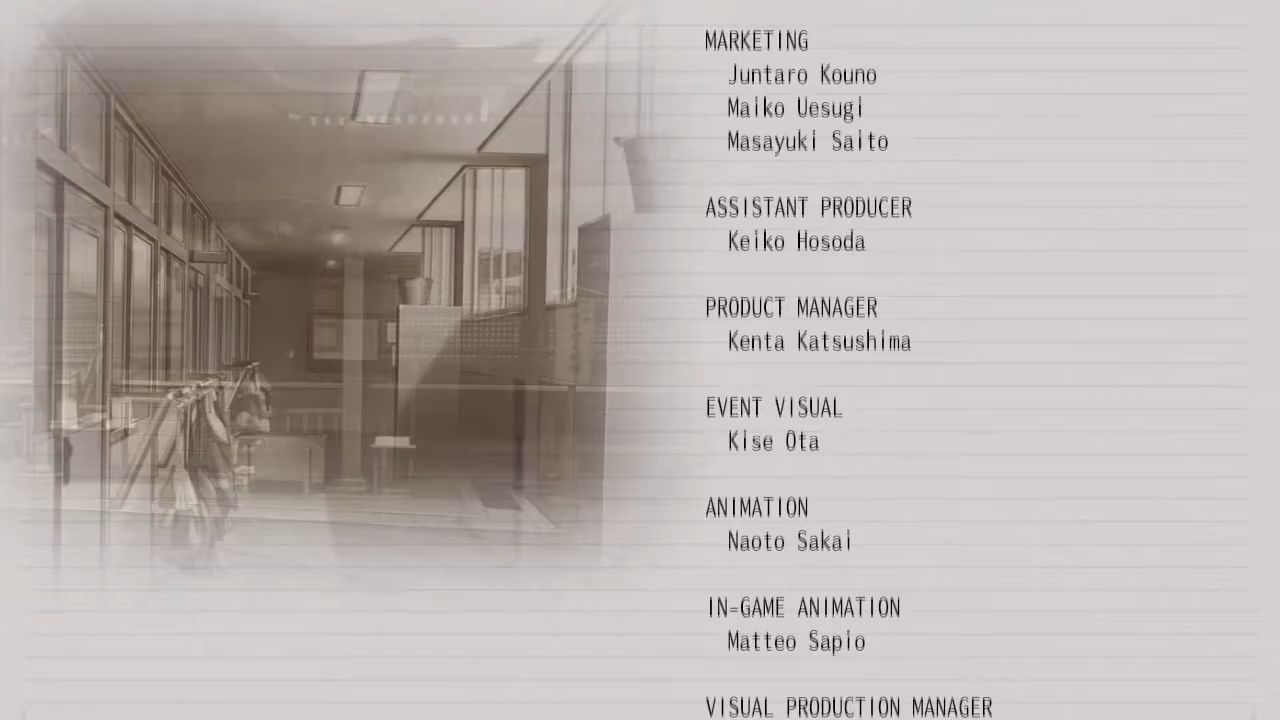 MARKETING
Juntaro Kouno
Maiko Uesugi
Masayuki Saito
ASSISTANT PRODUCER
Keiko Hosoda
PRODUCT MANAGER
Kenta Katsushima
EVENT VISUAL
Kise Ota
ANIMATION
Naoto Sakai
IN-GAME ANIMATION
Matteo Sapio
VISUAL PRODUCTION MANAGER